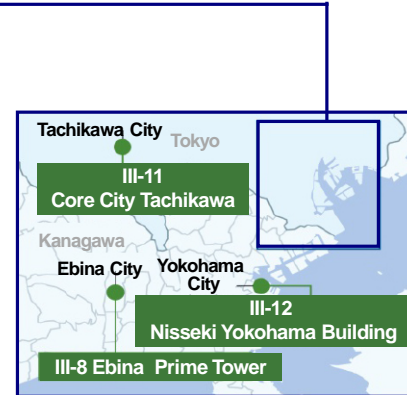 Tachikawa City
Tokyo
III-11
Core City Tachikawa
Kanagawa
Ebina City
Yokohama
City
III-12
Nisseki Yokohama Building
III-8 Ebina Prime Tower